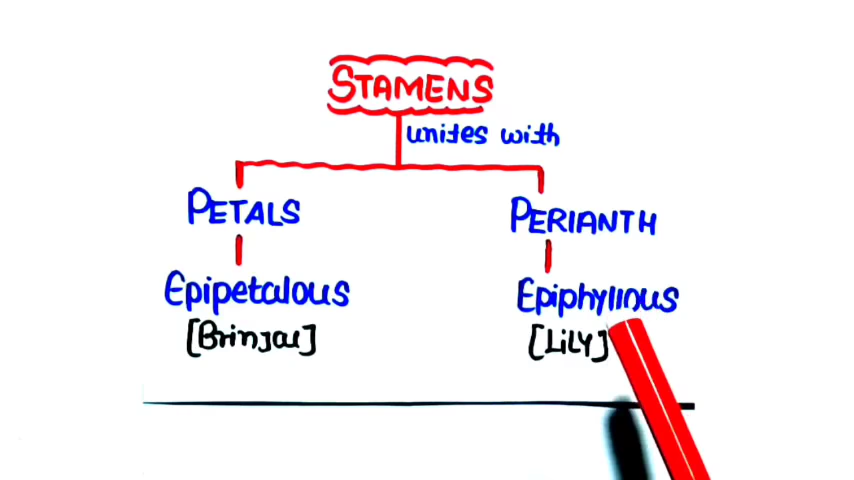 STAMENS
unites with
PETALS
PERIANTH
Epipetalous
Epiphyllous
[Brinjal]
[LiLY]